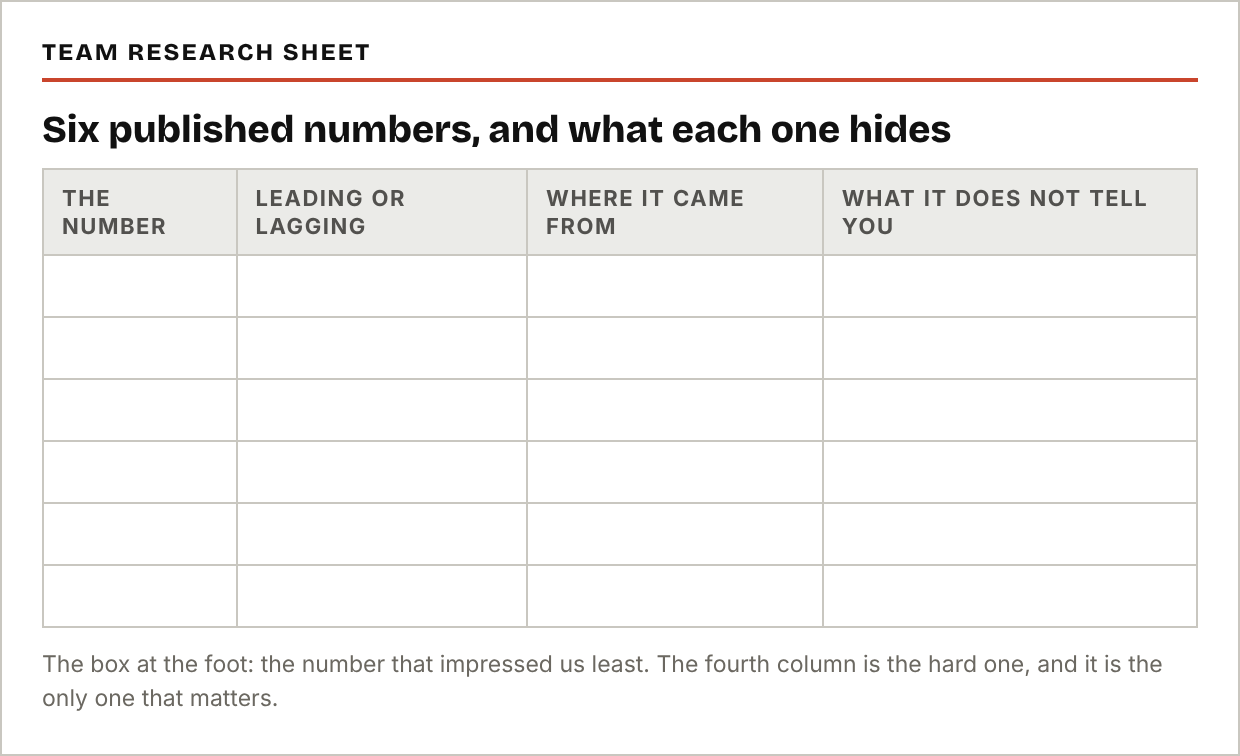 TEAM RESEARCH SHEET
Six published numbers, and what each one hides
THE
NUMBER
LEADING OR
LAGGING
WHERE IT CAME
FROM
WHAT IT DOES NOT TELL
YOU
The box at the foot: the number that impressed us least. The fourth column is the hard one, and it is the
only one that matters.